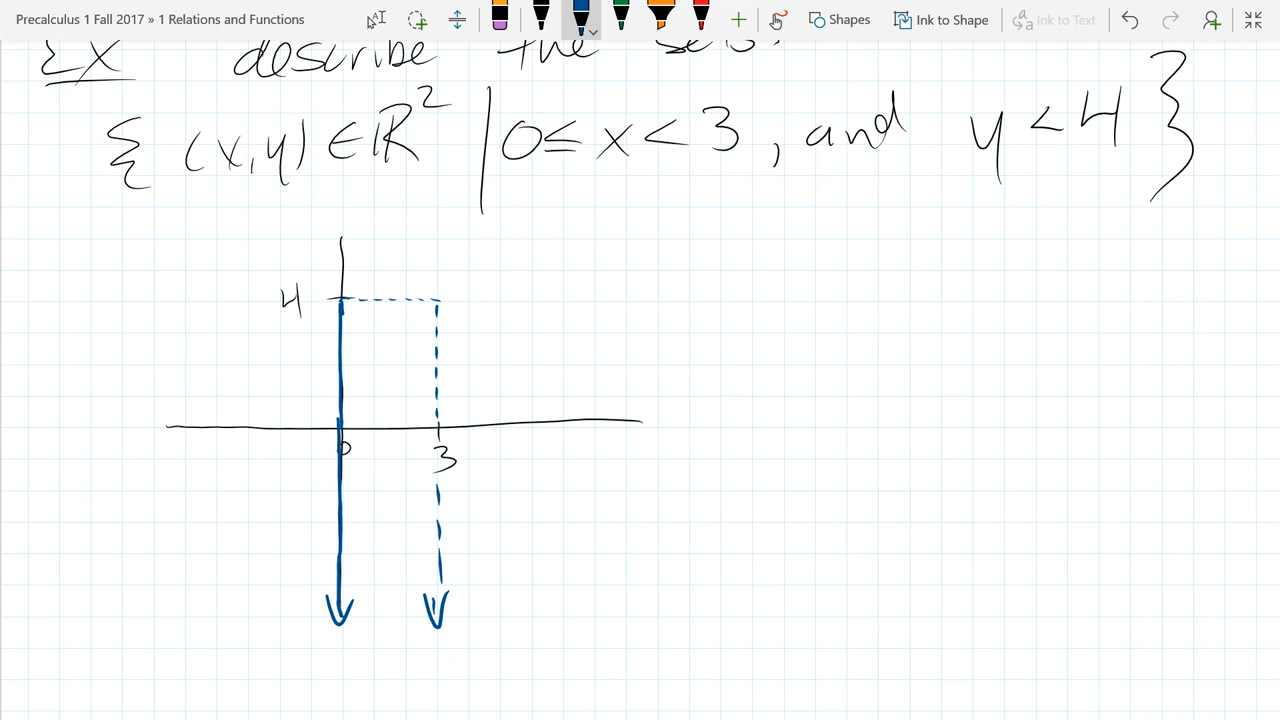 Precalculus 1 Fall 2017 » 1 Relations and Functions
Shapes
Ink to Shape
Ink to Text
Ex describe the sets.
{ (x,y) ∈ ℝ² | 0 ≤ x < 3 , and y < 4 }
4
0 3